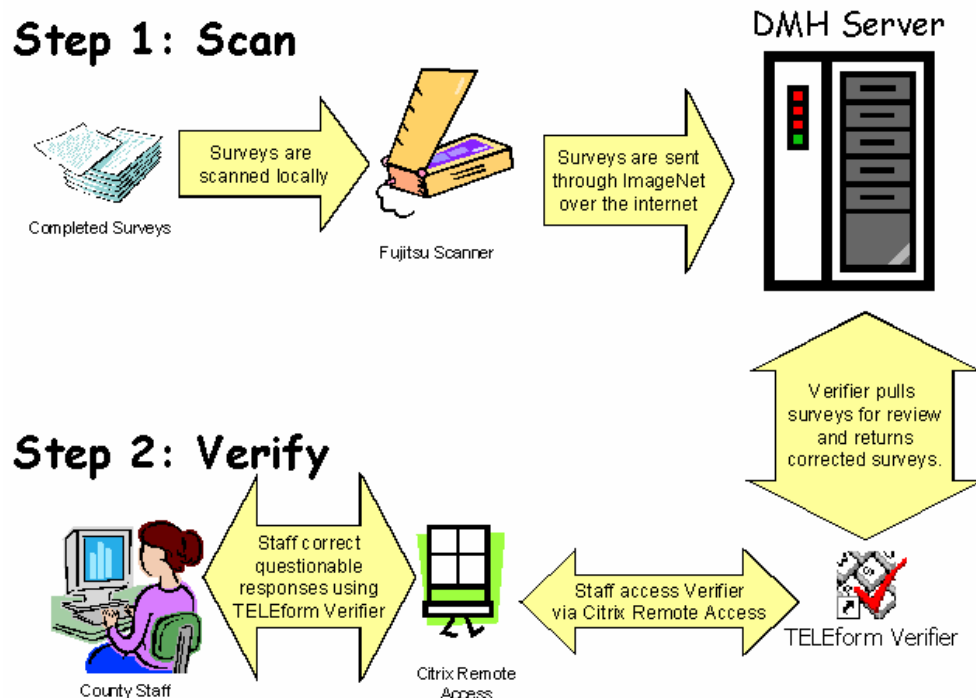 Step 1: Scan
DMH Server
Surveys are
scanned locally
Surveys are sent
through ImageNet
over the internet
Completed Surveys
Fujitsu Scanner
Verifier pulls
surveys for review
and returns
corrected surveys.
Step 2: Verify
Staff correct
questionable
responses using
TELEform Verifier
Staff access Verifier
via Citrix Remote Access
TELEform Verifier
County Staff
Citrix Remote
Access